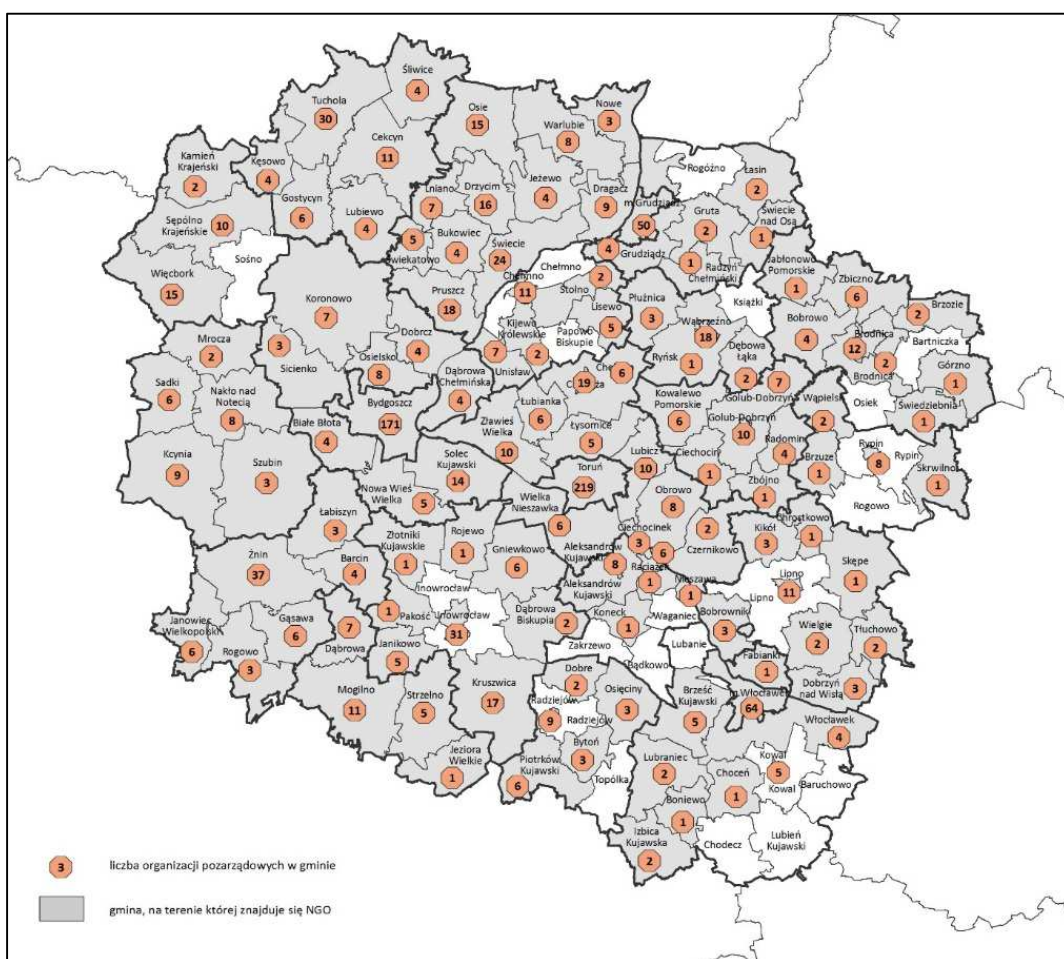 Śliwice
4
Tuchola
30
Osie
15
Nowe
3
Warlubie
8
Cekcyn
11
Kamień
Krajeński
2
Kęsowo
4
Rogóźno
Łasin
2
Lniano
7
Drzycim
16
Jeżewo
4
Dragacz
9
m.Grudziądz
50
Gostycyn
6
Lubiewo
4
Gruta
2
Świecie
nad Osą
1
Sępólno
Krajeńskie
10
5
Świekatowo
Bukowiec
4
Świecie
24
4
Grudziądz
1
Radzyń
Chełmiński
Sośno
Chełmno
Jabłonowo
Pomorskie
1
Zbiczno
6
Więcbork
15
Chełmno
11
2
Stolno
Brzozie
2
Koronowo
7
Pruszcz
18
Lisewo
5
Płużnica
3
Książki
Wąbrzeźno
18
Bobrowo
4
Brodnica
12
Bartniczka
2
Brodnica
Mrocza
2
Kijewo
Królewskie
7
2
Unisław
Papowo
Biskupie
Dobrcz
4
3
Sicienko
Osielsko
8
Ryńsk
1
Dębowa
Łąka
2
Górzno
1
Sadki
6
Nakło nad
Notecią
8
Dąbrowa
Chełmińska
4
19
6
7
Golub-Dobrzyń
Wąpielsk
2
Osiek
Świedziebnia
1
Bydgoszcz
171
Białe Błota
4
Łubianka
6
Kowalewo
Pomorskie
6
Golub-Dobrzyń
10
Radomin
4
Rypin
Rypin
8
Zławieś
Wielka
10
Łysomice
5
Kcynia
9
Szubin
3
Solec
Kujawski
14
Toruń
219
Lubicz
10
Ciechociny
1
Brzuze
1
Skrwilno
1
Zbójno
1
Rogowo
Nowa Wieś
Wielka
5
Wielka
Nieszawka
6
Obrowo
8
Łabiszyn
3
Złotniki
Kujawskie
1
Rojewo
1
Gniewkowo
6
Ciechocinek
3
6
2
Czernikowo
Kikół
3
Chrostkowo
1
Żnin
37
Barcin
4
Aleksandrów
Kujawski
8
Aleksandrów
Kujawski
Raciążek
1
Nieszawa
1
Lipno
11
Lipno
Skępe
1
Inowrocław
1
Pakość
Inowrocław
31
Dąbrowa
Biskupia
2
Koneck
1
Waganiec
Bobrowniki
3
Janowiec
Wielkopolski
6
Gąsawa
6
7
Dąbrowa
Janikowo
5
Zakrzewo
Lubanie
Wielgie
2
Tłuchowo
2
Rogowo
3
Bądkowo
Fabianki
1
Mogilno
11
Strzelno
5
Kruszwica
17
Dobre
2
Osięciny
3
Brześć
Kujawski
5
m.Włocławek
64
Dobrzyń
nad Wisłą
3
Radziejów
9
Radziejów
Włocławek
4
Jeziora
Wielkie
1
Piotrków
Kujawski
6
Bytoń
3
Topólka
Lubraniec
2
Choceń
1
Kowal
5
Kowal
Baruchowo
Boniewo
1
Izbica
Kujawska
2
Chodecz
Lubień
Kujawski
3
liczba organizacji pozarządowych w gminie
gmina, na terenie której znajduje się NGO